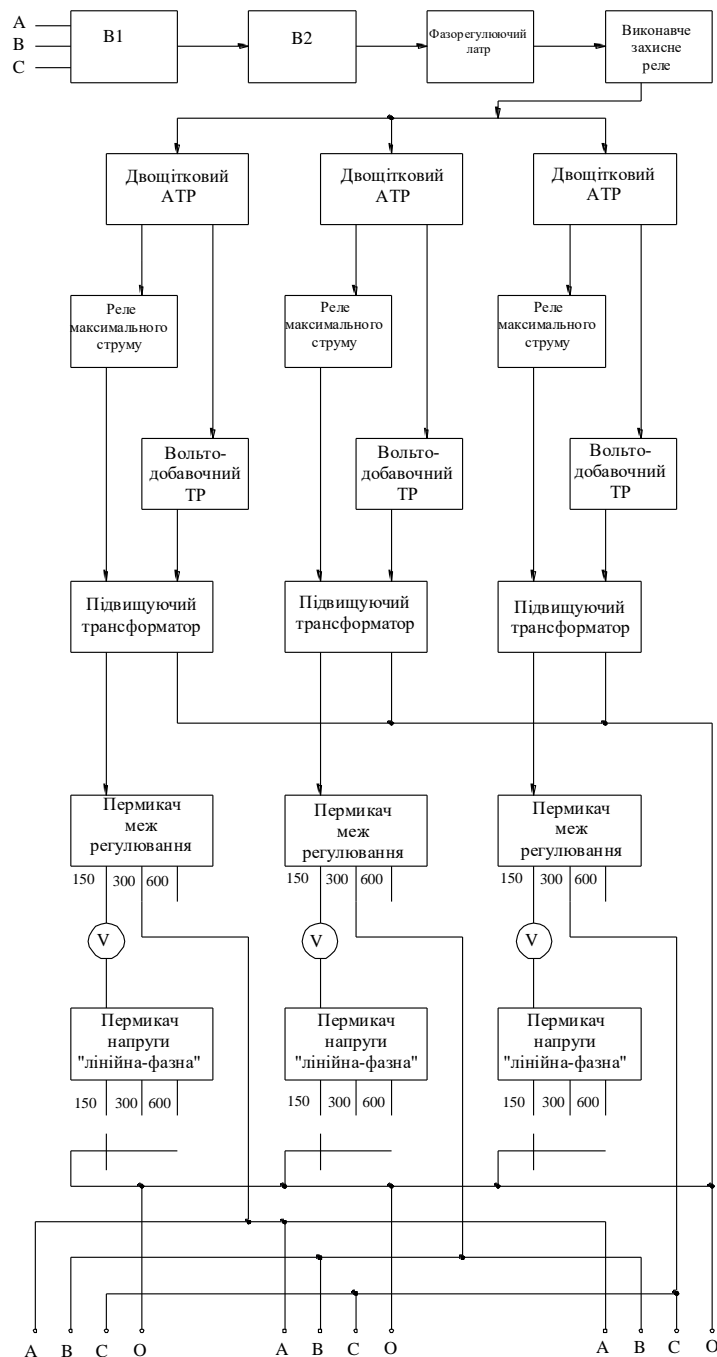 А
В
С
В1
В2
Фазорегулюючий
латр
Виконавче
захисне
реле
Двощітковий
АТР
Двощітковий
АТР
Двощітковий
АТР
Реле
максимального
струму
Реле
максимального
струму
Реле
максимального
струму
Вольто-
добавочний
ТР
Вольто-
добавочний
ТР
Вольто-
добавочний
ТР
Підвищуючий
трансформатор
Підвищуючий
трансформатор
Підвищуючий
трансформатор
Пермикач
меж
регулювання
Пермикач
меж
регулювання
Пермикач
меж
регулювання
150 300 600
150 300 600
150 300 600
V
V
V
Пермикач
напруги
"лінійна-фазна"
Пермикач
напруги
"лінійна-фазна"
Пермикач
напруги
"лінійна-фазна"
150 300 600
150 300 600
150 300 600
А В С О
А В С О
А В С О